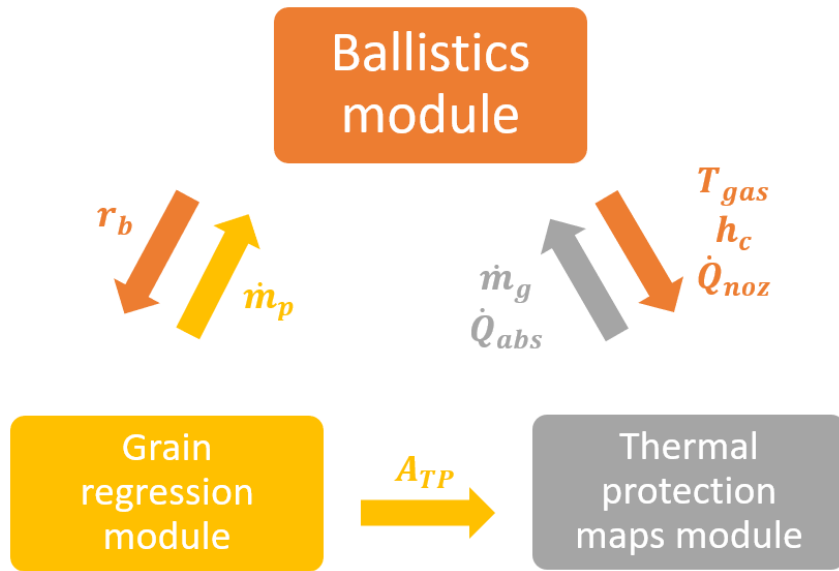 Ballistics
module
r_b
ṁ_p
T_gas
h_c
Q̇_noz
ṁ_g
Q̇_abs
Grain
regression
module
A_TP
Thermal
protection
maps module